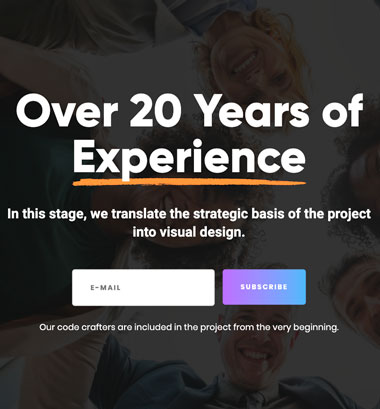 Over 20 Years of
Experience
In this stage, we translate the strategic basis of the project
into visual design.
E-MAIL
SUBSCRIBE
Our code crafters are included in the project from the very beginning.